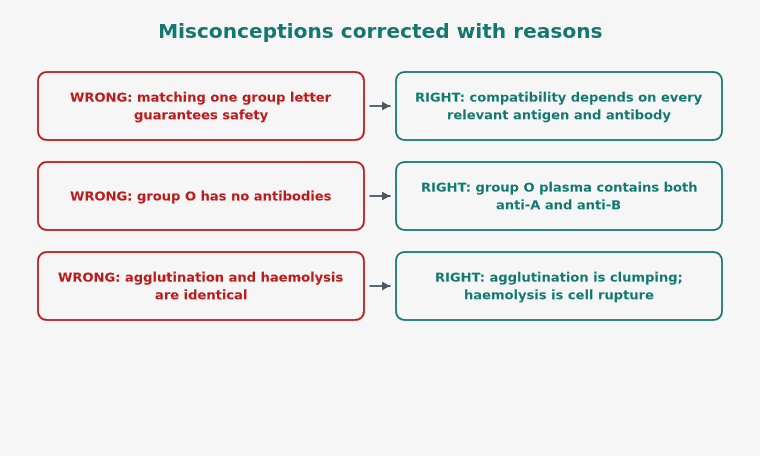 Misconceptions corrected with reasons
WRONG: matching one group letter
guarantees safety
RIGHT: compatibility depends on every
relevant antigen and antibody
WRONG: group O has no antibodies
RIGHT: group O plasma contains both
anti-A and anti-B
WRONG: agglutination and haemolysis
are identical
RIGHT: agglutination is clumping;
haemolysis is cell rupture